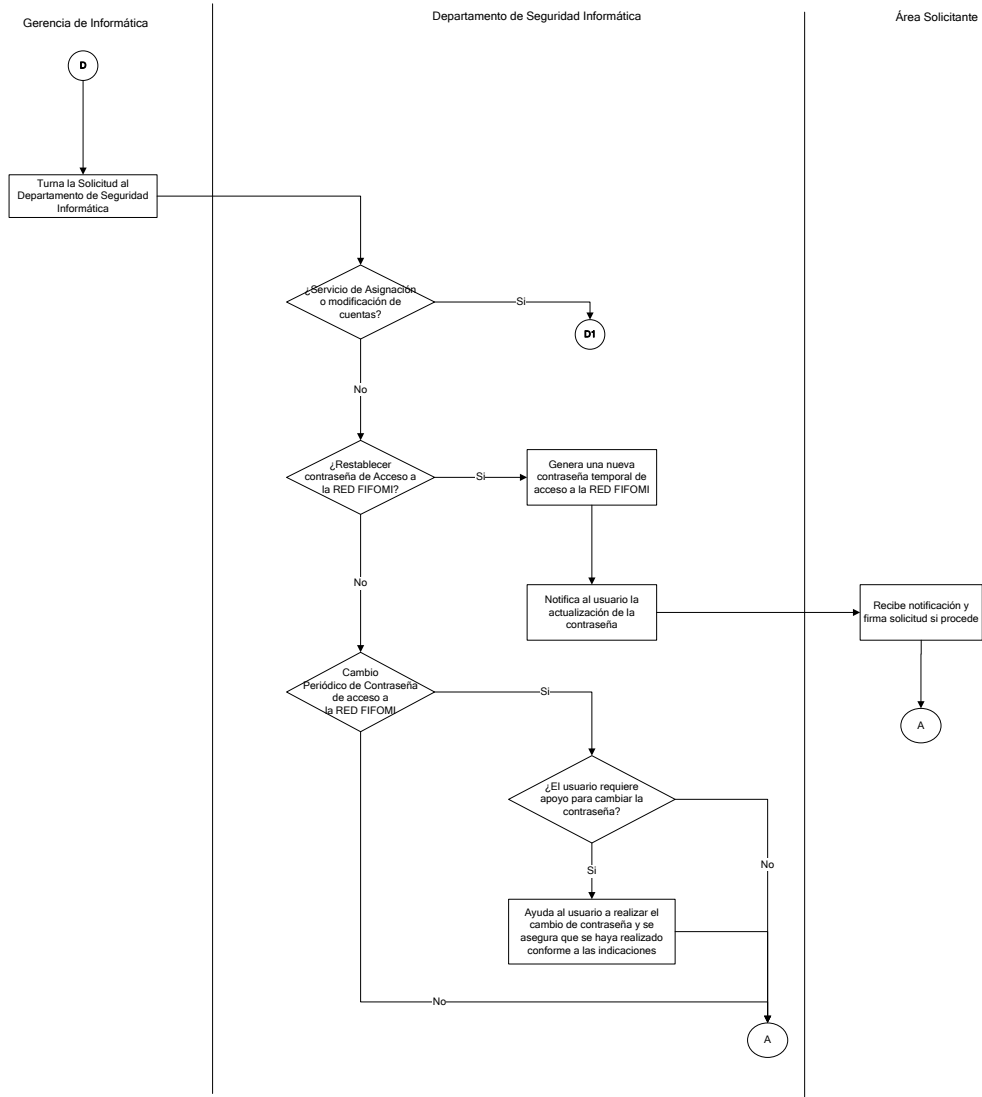 Gerencia de Informática
Departamento de Seguridad Informática
Área Solicitante
D
Turna la Solicitud al
Departamento de Seguridad
Informática
¿Servicio de Asignación
o modificación de
cuentas?
Si
D1
No
¿Restablecer
contraseña de Acceso a
la RED FIFOMI?
Si
Genera una nueva
contraseña temporal de
acceso a la RED FIFOMI
No
Notifica al usuario la
actualización de la
contraseña
Recibe notificación y
firma solicitud si procede
A
Cambio
Periódico de Contraseña
de acceso a
la RED FIFOMI
Si
¿El usuario requiere
apoyo para cambiar la
contraseña?
No
Si
Ayuda al usuario a realizar el
cambio de contraseña y se
asegura que se haya realizado
conforme a las indicaciones
No
A